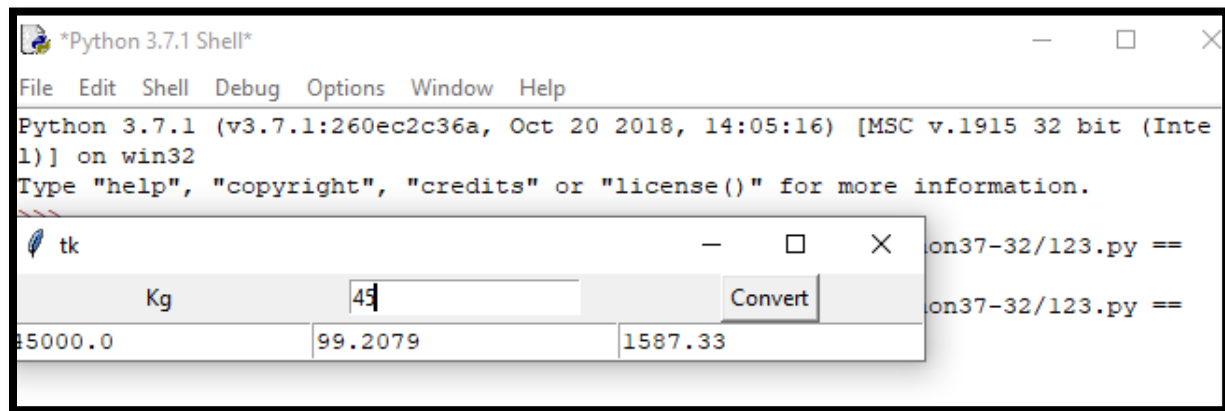 *Python 3.7.1 Shell*
File Edit Shell Debug Options Window Help
Python 3.7.1 (v3.7.1:260ec2c36a, Oct 20 2018, 14:05:16) [MSC v.1915 32 bit (Inte
l)] on win32
Type "help", "copyright", "credits" or "license()" for more information.
>>>
tk
on37-32/123.py ==
Kg 45 Convert
on37-32/123.py ==
45000.0 99.2079 1587.33